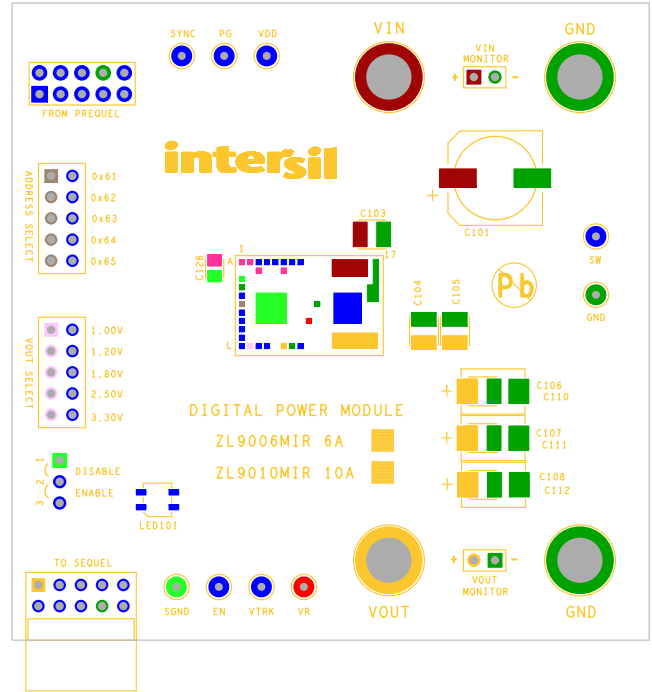 SYNC PG VDD
VIN
GND
VIN
MONITOR
+ -
FROM PREQUEL
intersil
ADDRESS SELECT
0x61
0x62
0x63
0x64
0x65
+
C101
C103
1
17
A
L
C126
SW
Pb
GND
C104
C105
VOUT SELECT
1.00V
1.20V
1.80V
2.50V
3.30V
DIGITAL POWER MODULE
ZL9006MIR 6A
ZL9010MIR 10A
+
C106
C110
+
C107
C111
+
C108
C112
1
2
3
DISABLE
ENABLE
LED101
TO SEQUEL
SGND EN VTRK VR
VOUT
+ -
VOUT
MONITOR
GND